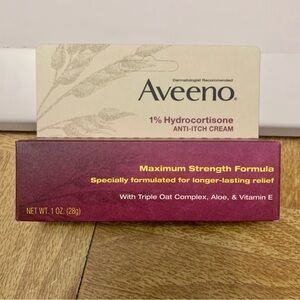 Dermatologist Recommended
Aveeno®
1% Hydrocortisone
ANTI-ITCH CREAM
Maximum Strength Formula
Specially formulated for longer-lasting relief
With Triple Oat Complex, Aloe, & Vitamin E
NET WT. 1 OZ. (28g)